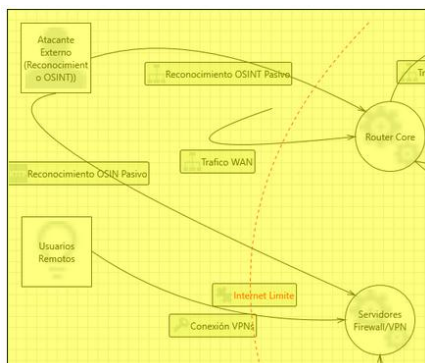 Atacante
Externo
(Reconocimient
o OSINT))
Reconocimiento OSINT Pasivo
Tr
Router Core
Trafico WAN
Reconocimiento OSIN Pasivo
Usuarios
Remotos
Internet Limite
Conexión VPNs
Servidores
Firewall/VPN